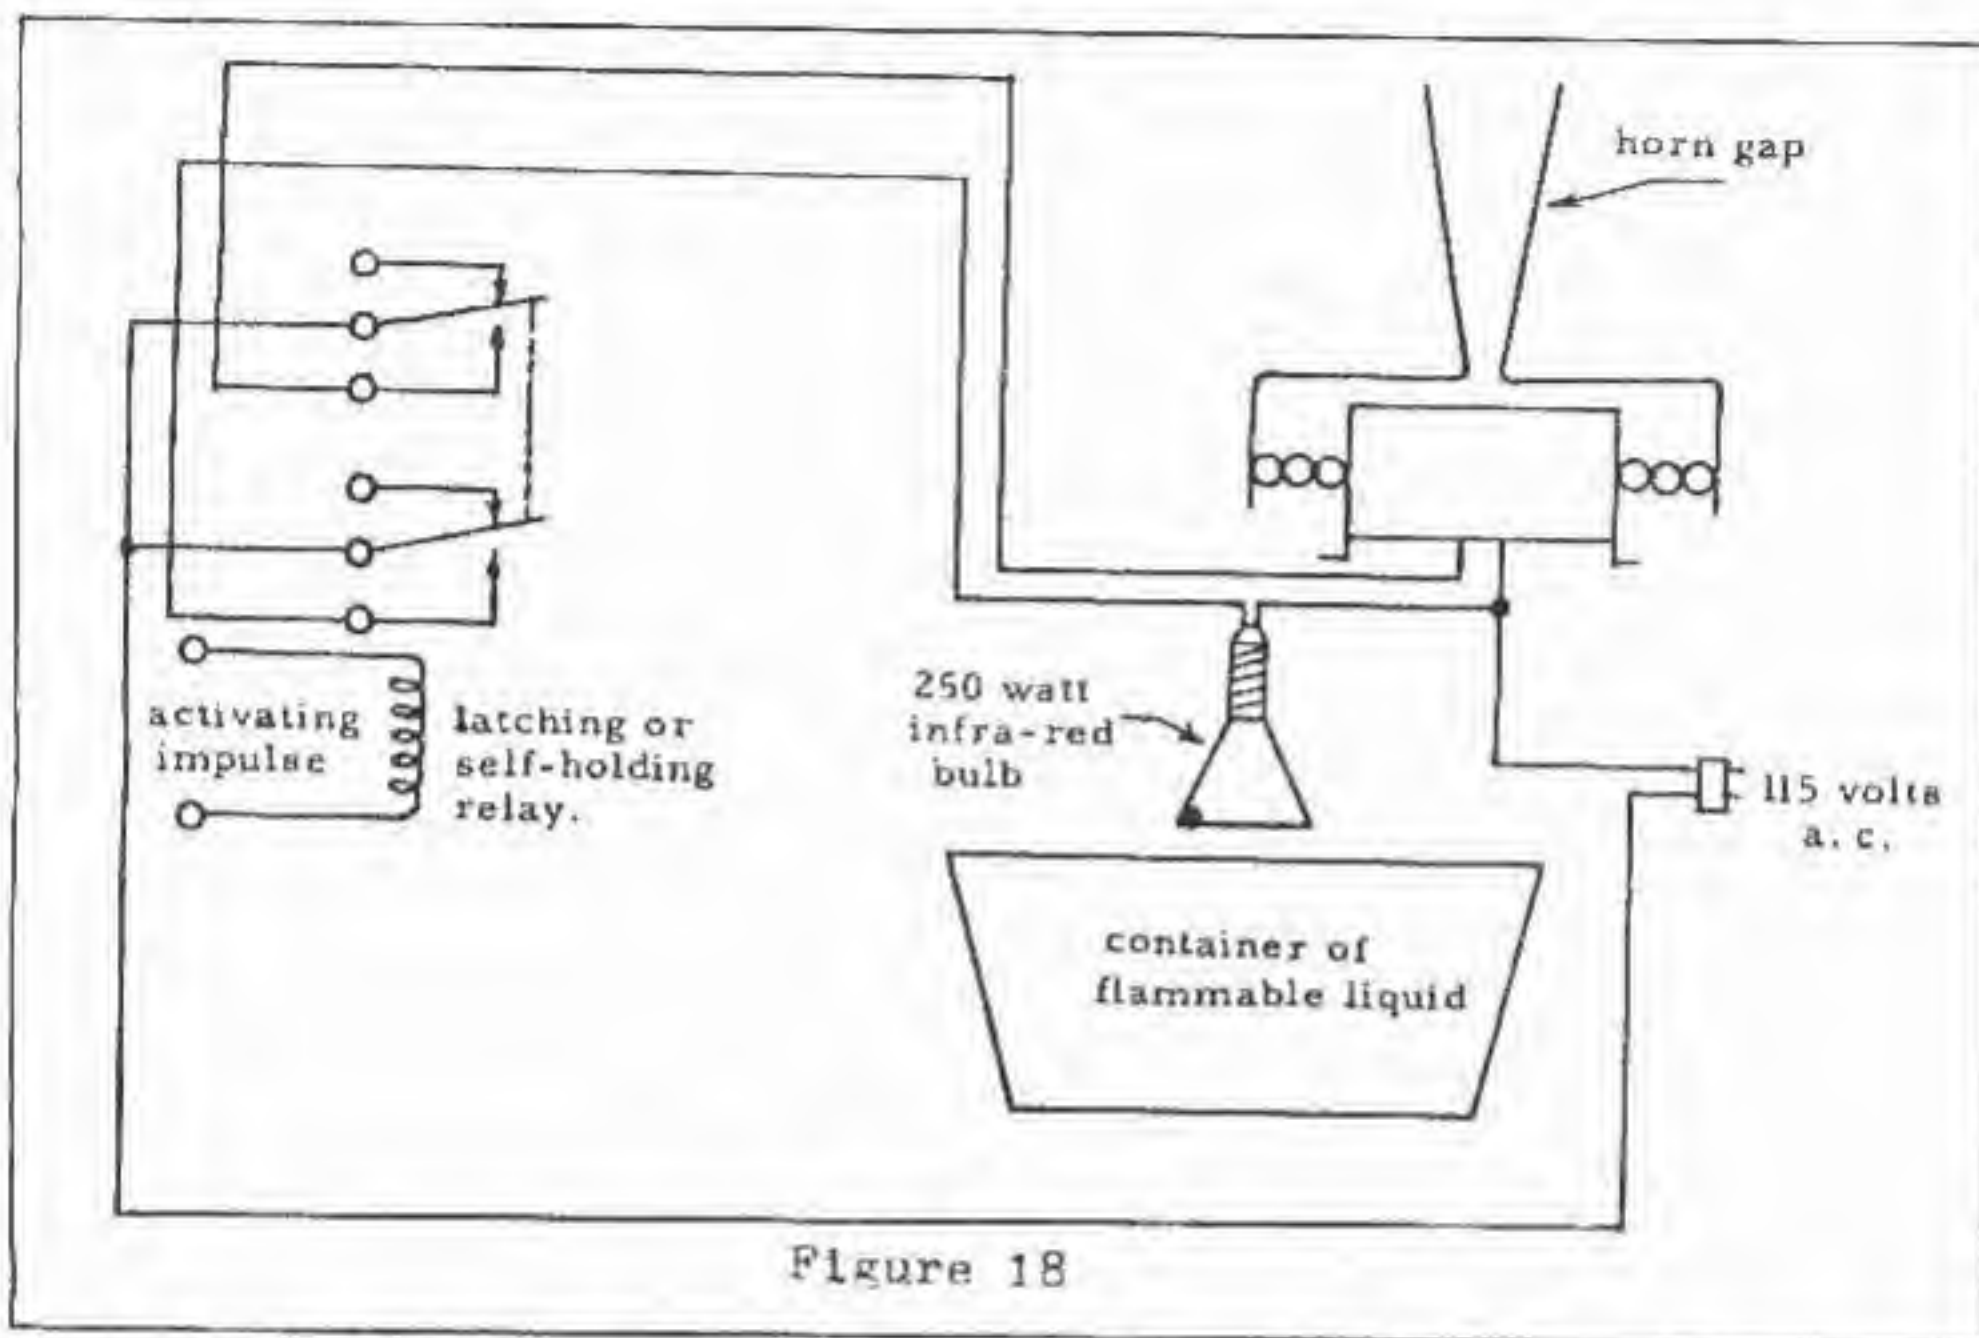 horn gap
250 watt
infra-red
bulb
activating
impulse
latching or
self-holding
relay.
115 volts
a. c.
container of
flammable liquid
Figure 18